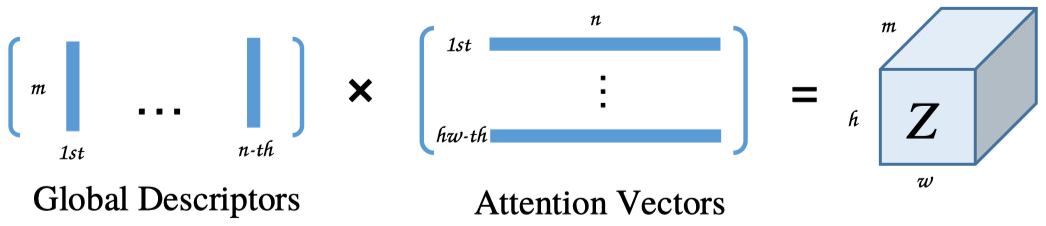 n
m
1st
m
⋮
h
Z
...
×
=
hw-th
1st
n-th
w
Global Descriptors
Attention Vectors